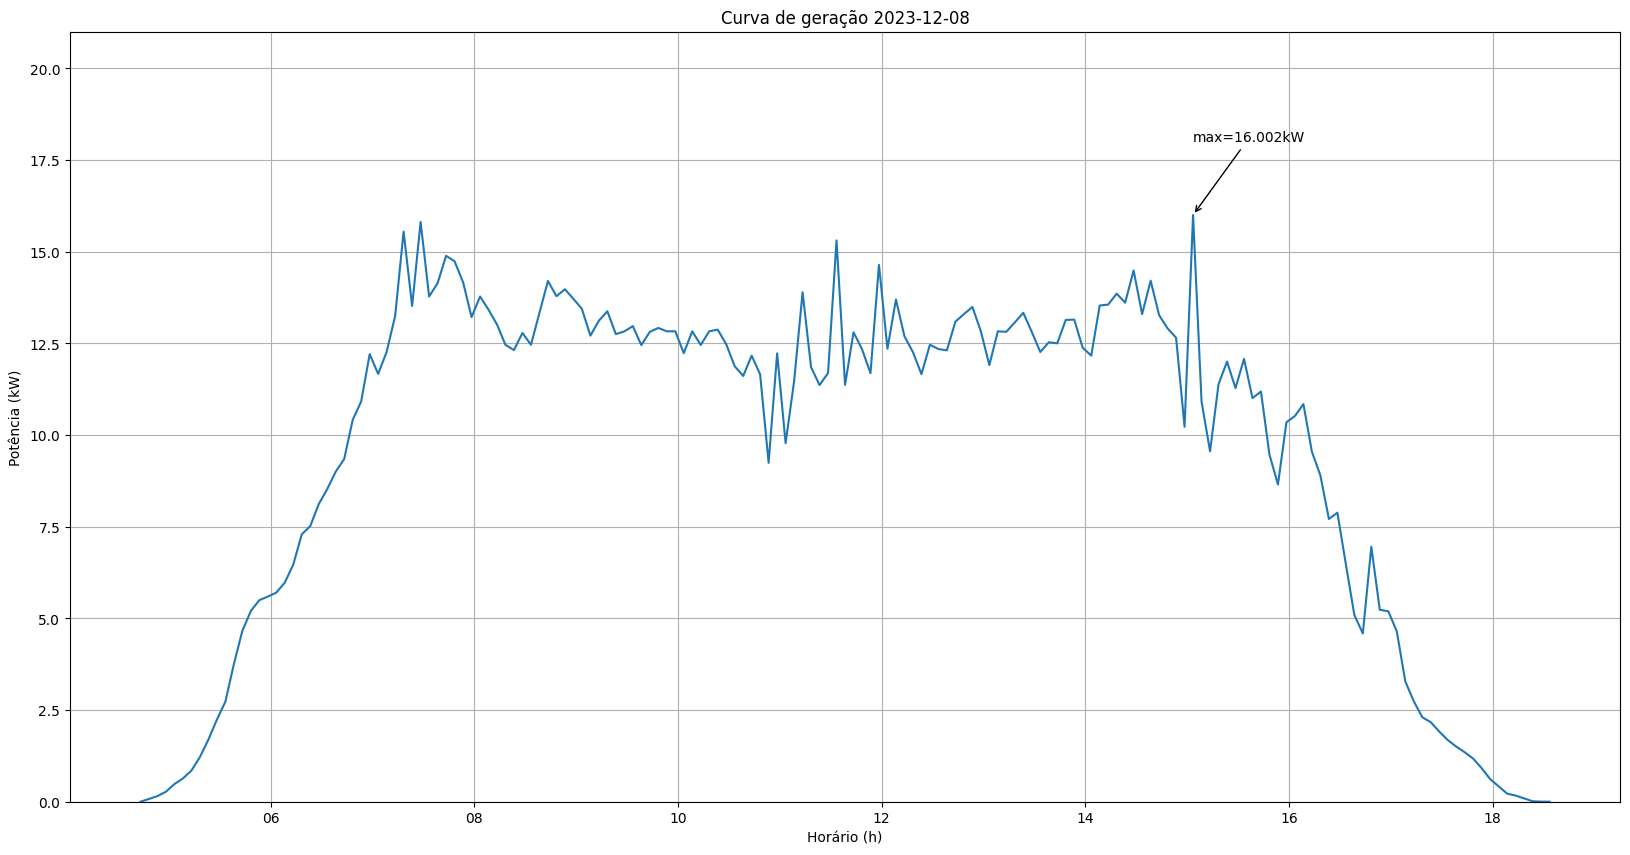 Curva de geração 2023-12-08
20.0
17.5
15.0
12.5
10.0
7.5
5.0
2.5
0.0
Potência (kW)
max=16.002kW
06 08 10 12 14 16 18
Horário (h)